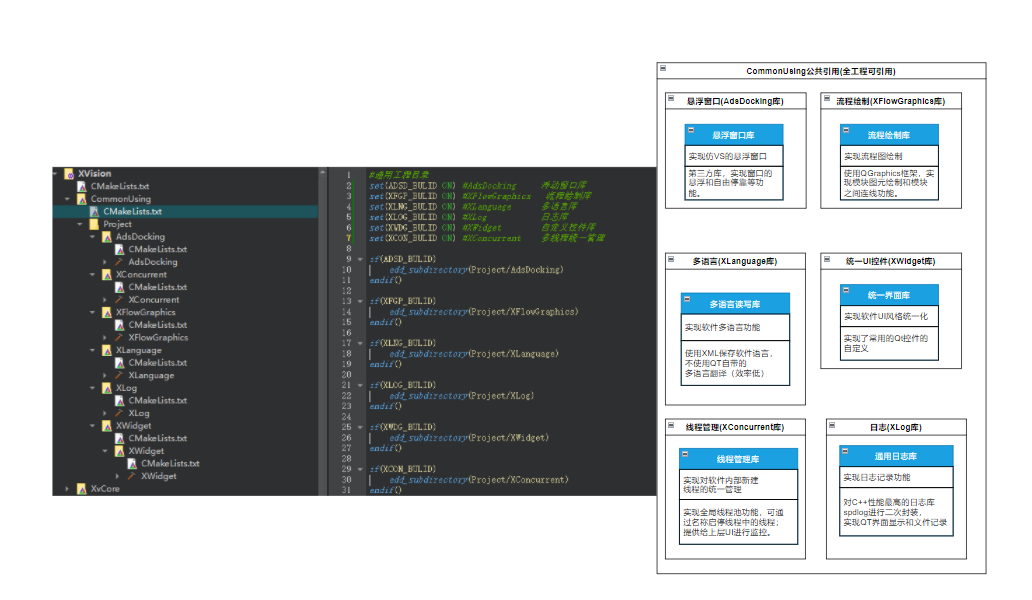 XVision
CMakeLists.txt
CommonUsing
CMakeLists.txt
Project
AdsDocking
CMakeLists.txt
AdsDocking
XConcurrent
CMakeLists.txt
XConcurrent
XFlowGraphics
CMakeLists.txt
XFlowGraphics
XLanguage
CMakeLists.txt
XLanguage
XLog
CMakeLists.txt
XLog
XWidget
CMakeLists.txt
XWidget
CMakeLists.txt
XWidget
XvCore
1 #通用工程目录
2 set(ADSD_BULID ON) #AdsDocking 移动窗口库
3 set(XFGP_BULID ON) #XFlowGraphics 流程绘制库
4 set(XLNG_BULID ON) #XLanguage 多语言库
5 set(XLOG_BULID ON) #XLog 日志库
6 set(XWDG_BULID ON) #XWidget 自定义控件库
7 set(XCON_BULID ON) #XConcurrent 多线程统一管理
8
9 if(ADSD_BULID)
10 add_subdirectory(Project/AdsDocking)
11 endif()
12
13 if(XFGP_BULID)
14 add_subdirectory(Project/XFlowGraphics)
15 endif()
16
17 if(XLNG_BULID)
18 add_subdirectory(Project/XLanguage)
19 endif()
20
21 if(XLOG_BULID)
22 add_subdirectory(Project/XLog)
23 endif()
24
25 if(XWDG_BULID)
26 add_subdirectory(Project/XWidget)
27 endif()
28
29 if(XCON_BULID)
30 add_subdirectory(Project/XConcurrent)
31 endif()
CommonUsing公共引用(全工程可引用)
悬浮窗口(AdsDocking库)
悬浮窗口库
实现仿VS的悬浮窗口
第三方库，实现窗口的
悬浮和自由停靠等功
能。
流程绘制(XFlowGraphics库)
流程绘制库
实现流程图绘制
使用QGraphics框架，实
现模块图元绘制和模块
之间连线功能。
多语言(XLanguage库)
多语言读写库
实现软件多语言功能
使用XML保存软件语言，
不使用QT自带的
多语言翻译（效率低）
统一UI控件(XWidget库)
统一界面库
实现软件UI风格统一化
实现了常用的Qt控件的
自定义
线程管理(XConcurrent库)
线程管理库
实现对软件内部新建
线程的统一管理
实现全局线程池功能，可通
过名称启停线程中的线程；
提供给上层UI进行监控。
日志(XLog库)
通用日志库
实现日志记录功能
对C++性能最高的日志库
spdlog进行二次封装，
实现QT界面显示和文件记录